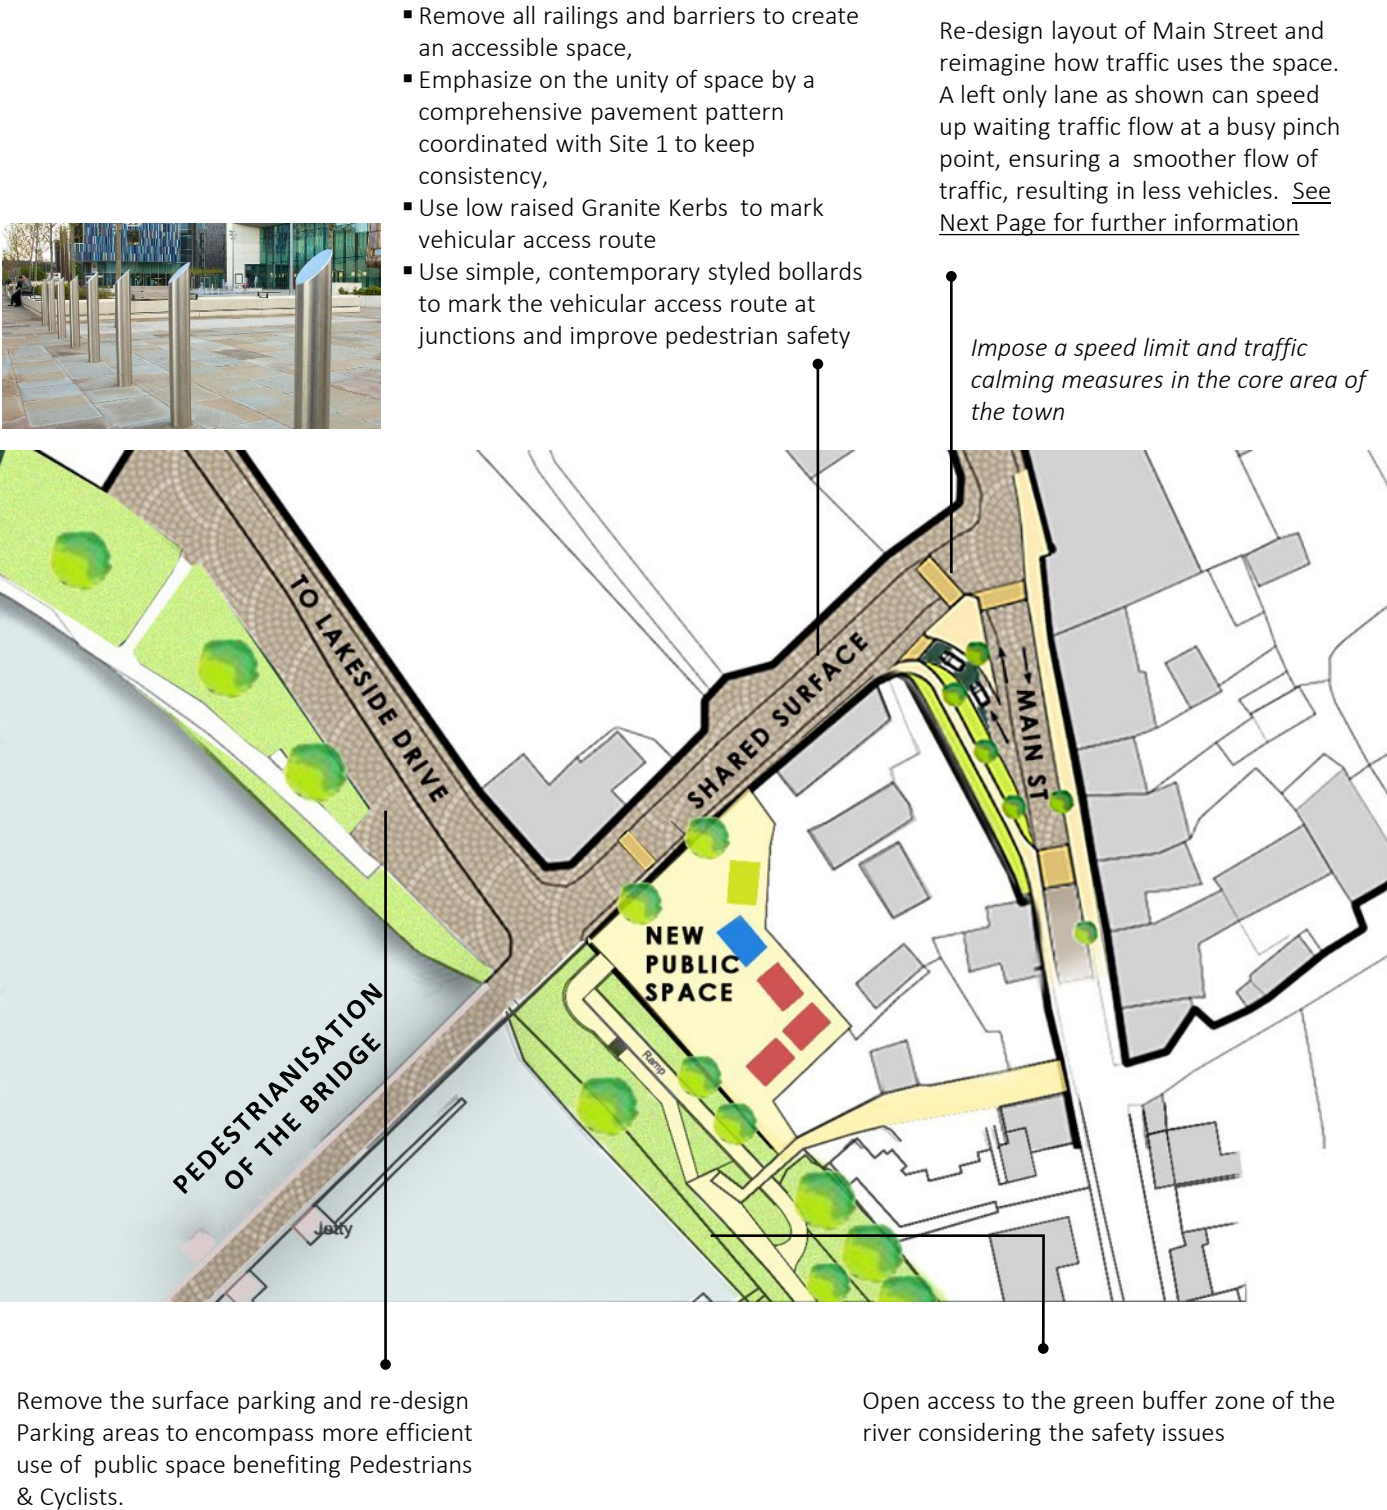 ▪ Remove all railings and barriers to create
an accessible space,
▪ Emphasize on the unity of space by a
comprehensive pavement pattern
coordinated with Site 1 to keep
consistency,
▪ Use low raised Granite Kerbs to mark
vehicular access route
▪ Use simple, contemporary styled bollards
to mark the vehicular access route at
junctions and improve pedestrian safety
Re-design layout of Main Street and
reimagine how traffic uses the space.
A left only lane as shown can speed
up waiting traffic flow at a busy pinch
point, ensuring a smoother flow of
traffic, resulting in less vehicles. See
Next Page for further information
Impose a speed limit and traffic
calming measures in the core area of
the town
TO LAKESIDE DRIVE
SHARED SURFACE
MAIN ST
NEW
PUBLIC
SPACE
Ramp
PEDESTRIANISATION
OF THE BRIDGE
Jetty
Remove the surface parking and re-design
Parking areas to encompass more efficient
use of public space benefiting Pedestrians
& Cyclists.
Open access to the green buffer zone of the
river considering the safety issues